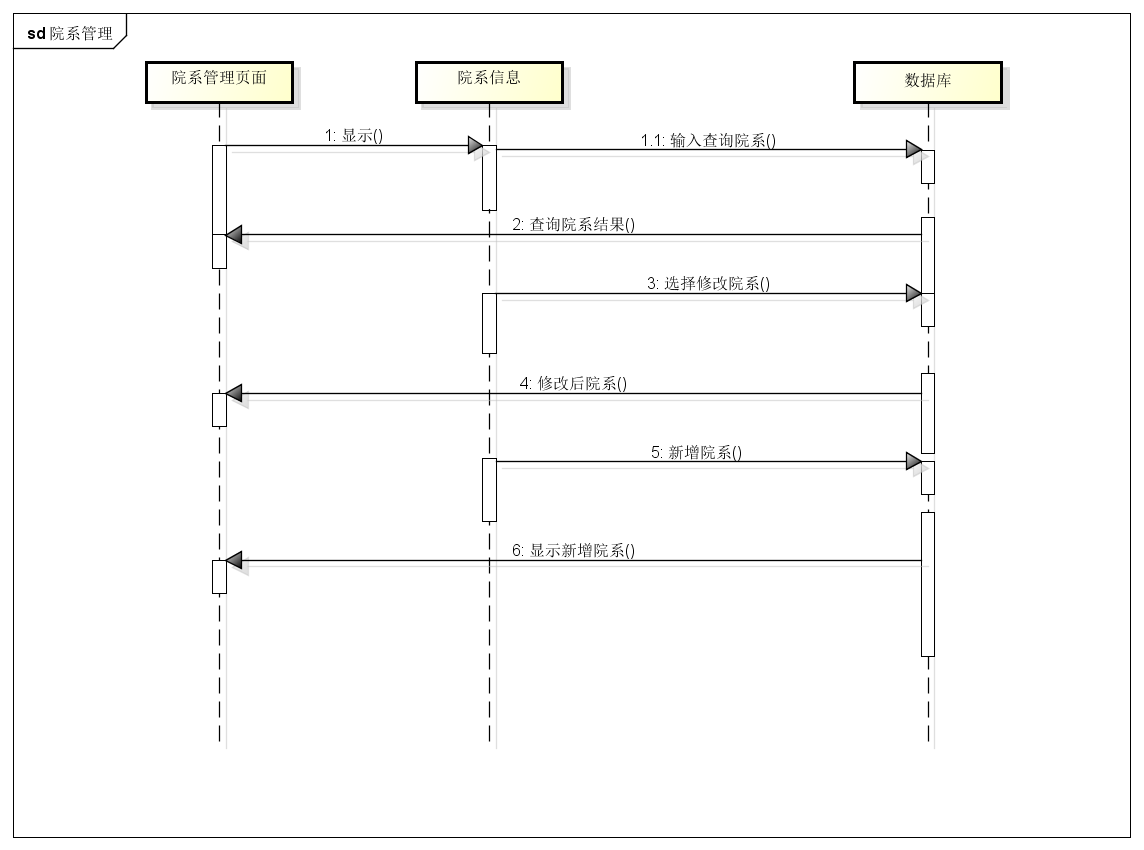 sd 院系管理
院系管理页面
院系信息
数据库
1: 显示()
1.1: 输入查询院系()
2: 查询院系结果()
3: 选择修改院系()
4: 修改后院系()
5: 新增院系()
6: 显示新增院系()